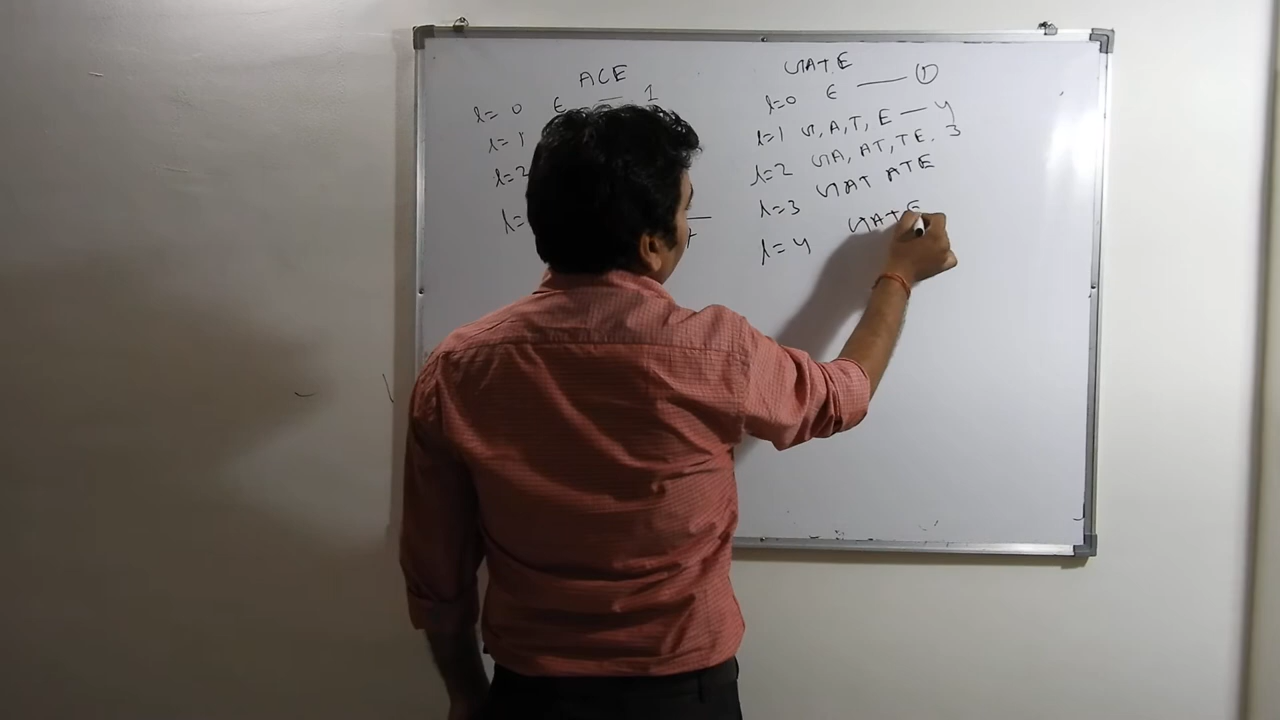 ACE
l=0 ∈ — 1
l=1
l=2
l=
GATE
l=0 ∈ — 1
l=1 G, A, T, E — 4
l=2 GA, AT, TE. 3
l=3 GAT ATE
l=4 GATE